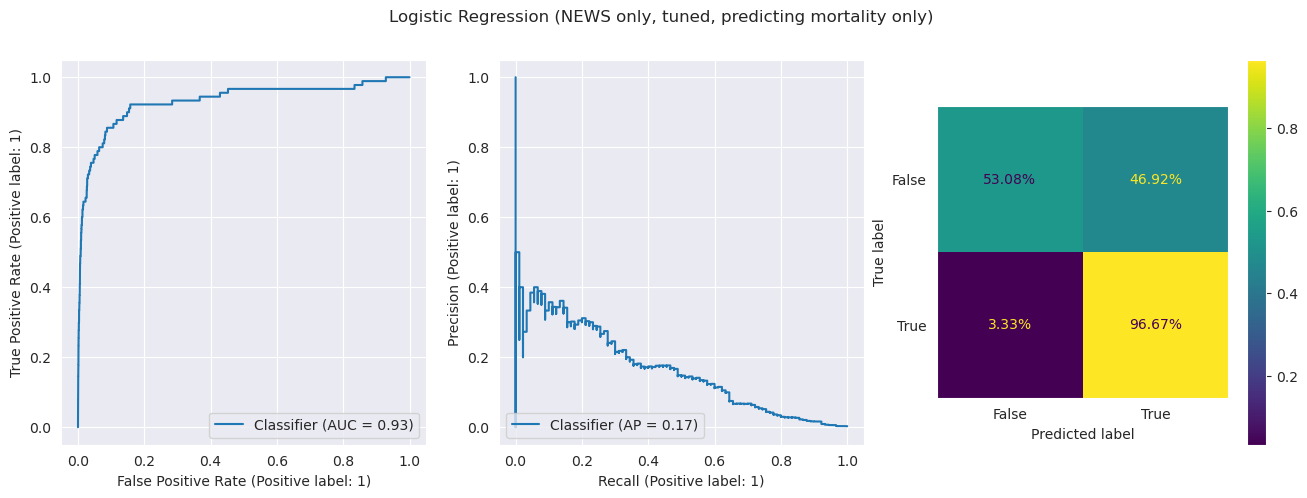 Logistic Regression (NEWS only, tuned, predicting mortality only)
True Positive Rate (Positive label: 1)
1.0
0.8
0.6
0.4
0.2
0.0
Classifier (AUC = 0.93)
0.0 0.2 0.4 0.6 0.8 1.0
False Positive Rate (Positive label: 1)
Precision (Positive label: 1)
1.0
0.8
0.6
0.4
0.2
0.0
Classifier (AP = 0.17)
0.0 0.2 0.4 0.6 0.8 1.0
Recall (Positive label: 1)
True label
False
True
53.08% 46.92%
3.33% 96.67%
False True
Predicted label
0.8
0.6
0.4
0.2